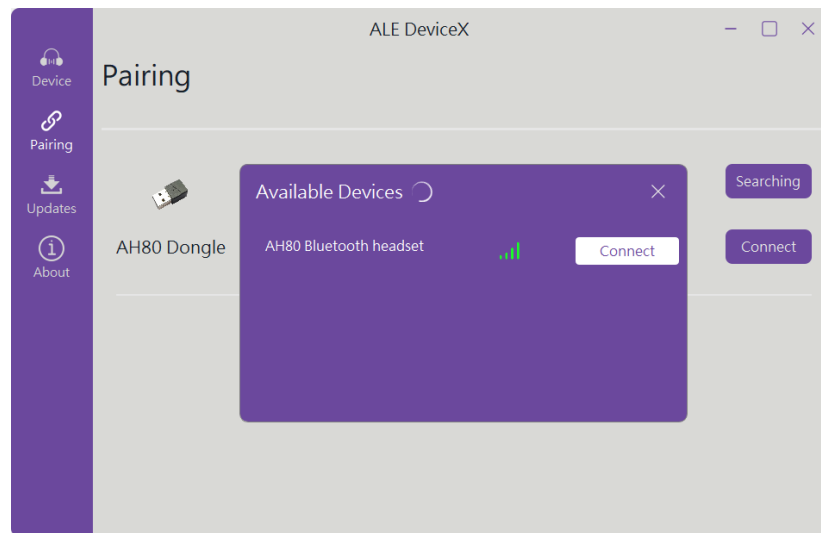 ALE DeviceX
Device
Pairing
Updates
About
Pairing
AH80 Dongle
Searching
Connect
Available Devices
AH80 Bluetooth headset
Connect